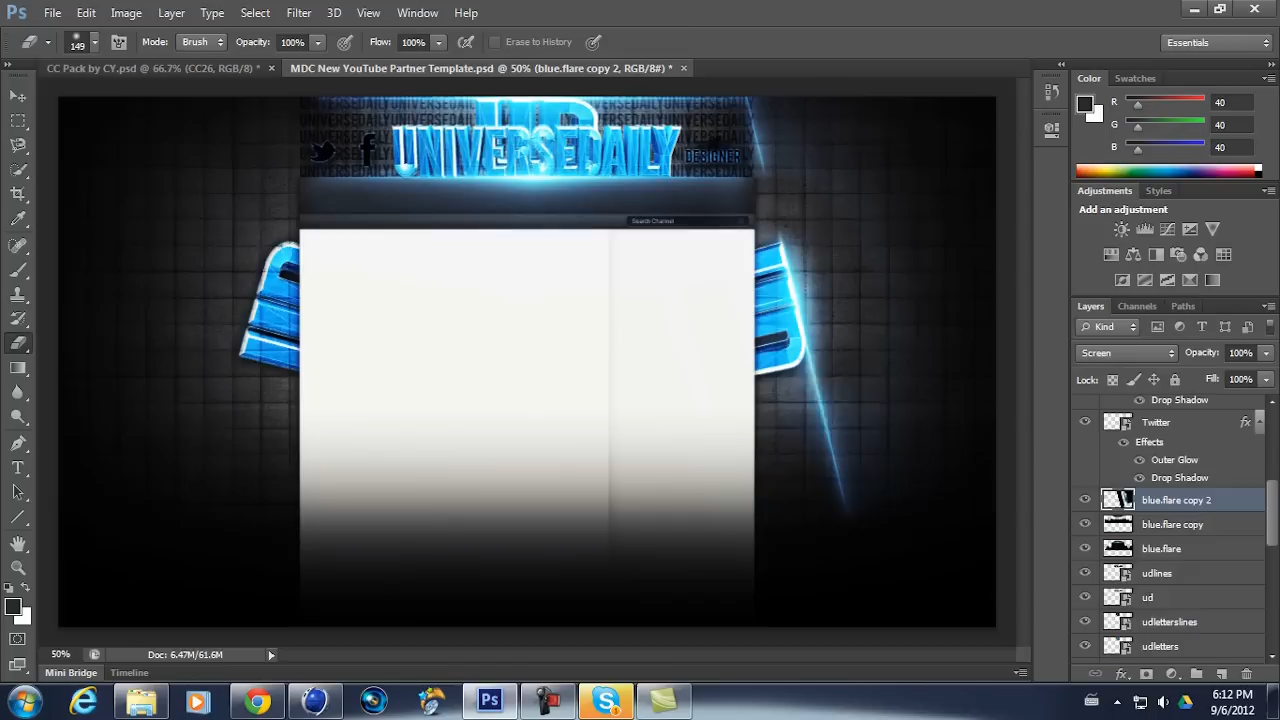 Ps File Edit Image Layer Type Select Filter 3D View Window Help
149 Mode: Brush Opacity: 100% Flow: 100% Erase to History Essentials
CC Pack by CY.psd @ 66.7% (CC26, RGB/8) * × MDC New YouTube Partner Template.psd @ 50% (blue.flare copy 2, RGB/8#) * ×
Color Swatches
R 40
G 40
B 40
Adjustments Styles
Add an adjustment
Layers Channels Paths
Kind
Screen Opacity: 100%
Lock: Fill: 100%
Drop Shadow
Twitter fx
Effects
Outer Glow
Drop Shadow
blue.flare copy 2
blue.flare copy
blue.flare
udlines
ud
udletterslines
udletters
UNIVERSEDAILY
DESIGNER
Search Channel
50% Doc: 6.47M/61.6M
Mini Bridge Timeline
Ps
6:12 PM
9/6/2012